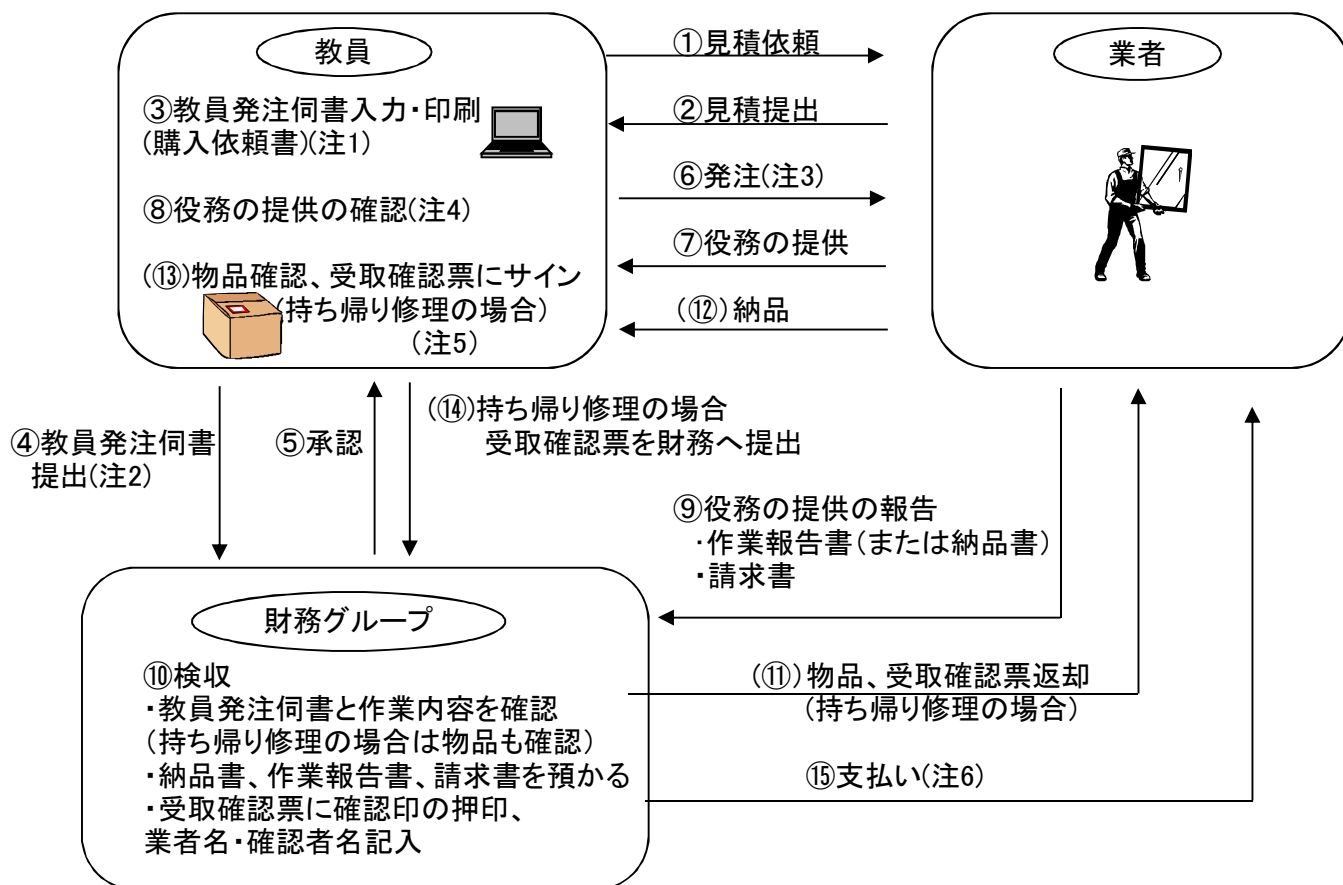 教員
③教員発注伺書入力・印刷
(購入依頼書)(注1)
⑧役務の提供の確認(注4)
(⑬)物品確認、受取確認票にサイン
(持ち帰り修理の場合)
(注5)
①見積依頼
②見積提出
⑥発注(注3)
⑦役務の提供
(⑫)納品
業者
④教員発注伺書
提出(注2)
⑤承認
(⑭)持ち帰り修理の場合
受取確認票を財務へ提出
⑨役務の提供の報告
・作業報告書(または納品書)
・請求書
財務グループ
⑩検収
・教員発注伺書と作業内容を確認
(持ち帰り修理の場合は物品も確認)
・納品書、作業報告書、請求書を預かる
・受取確認票に確認印の押印、
業者名・確認者名記入
(⑪)物品、受取確認票返却
(持ち帰り修理の場合)
⑮支払い(注6)